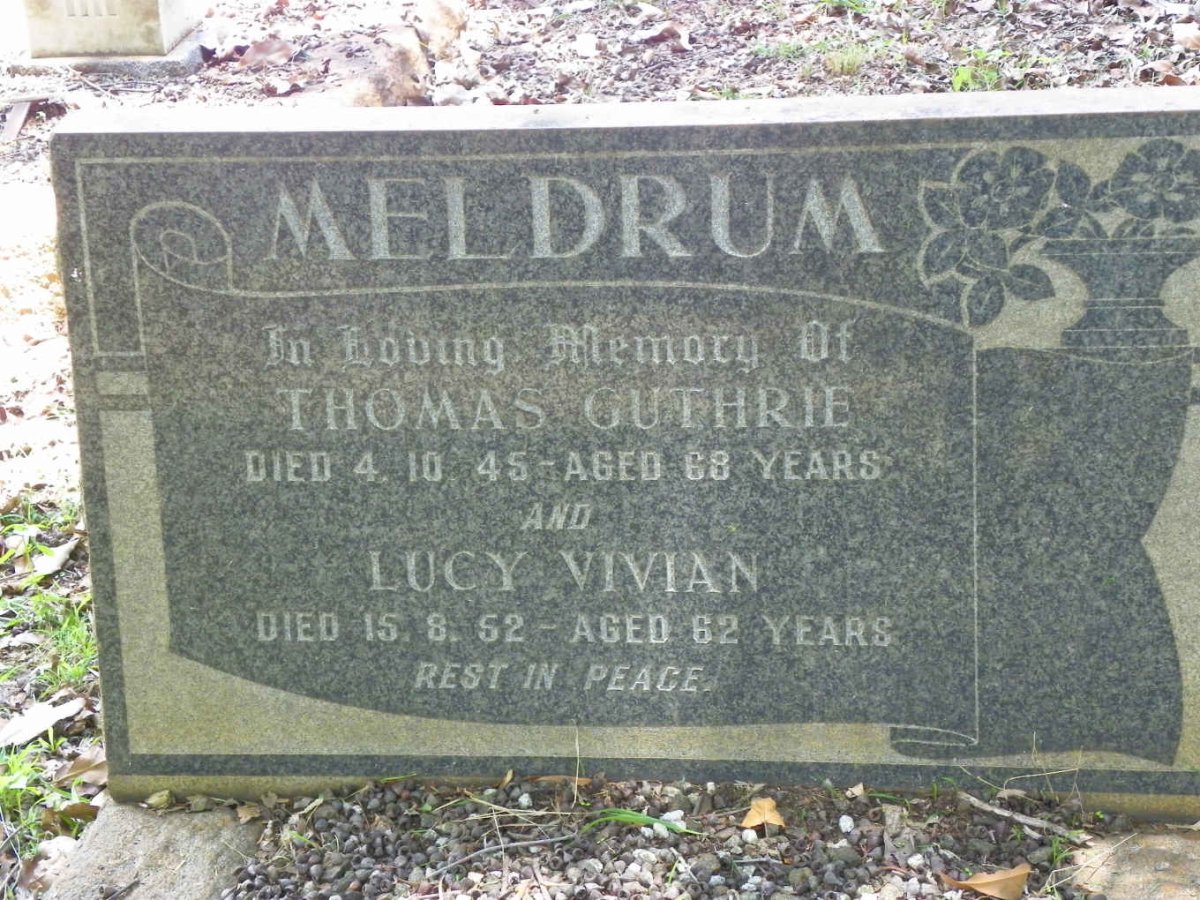 MELDRUM
In Loving Memory Of
THOMAS GUTHRIE
DIED 4. 10. 45 - AGED 68 YEARS
AND
LUCY VIVIAN
DIED 15. 8. 52 - AGED 62 YEARS
REST IN PEACE.